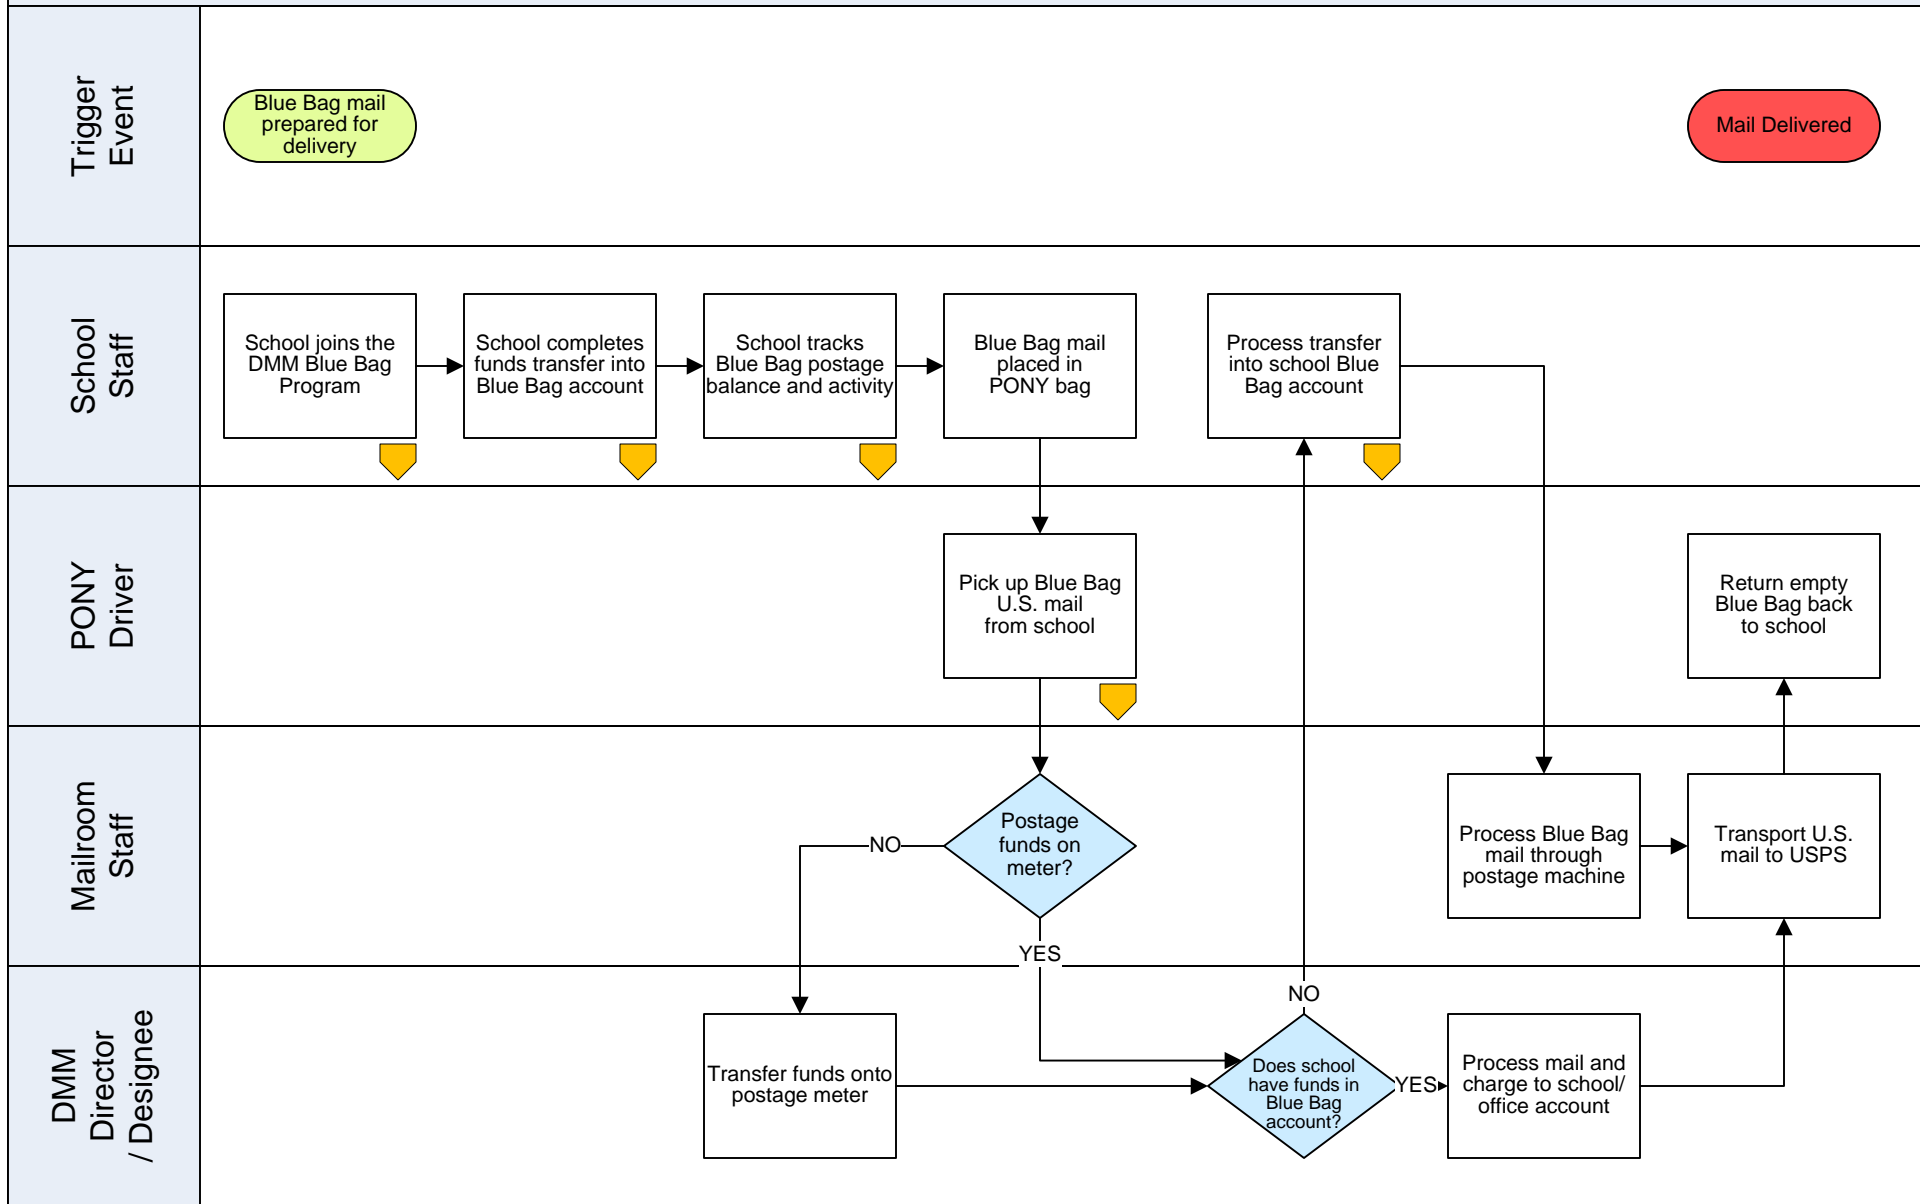 Trigger
Event
Blue Bag mail
prepared for
delivery
Mail Delivered
School
Staff
School joins the
DMM Blue Bag
Program
School completes
funds transfer into
Blue Bag account
School tracks
Blue Bag postage
balance and activity
Blue Bag mail
placed in
PONY bag
Process transfer
into school Blue
Bag account
PONY
Driver
Pick up Blue Bag
U.S. mail
from school
Return empty
Blue Bag back
to school
Mailroom
Staff
NO
Postage
funds on
meter?
YES
Process Blue Bag
mail through
postage machine
Transport U.S.
mail to USPS
DMM
Director
/ Designee
Transfer funds onto
postage meter
NO
Does school
have funds in
Blue Bag
account?
YES
Process mail and
charge to school/
office account